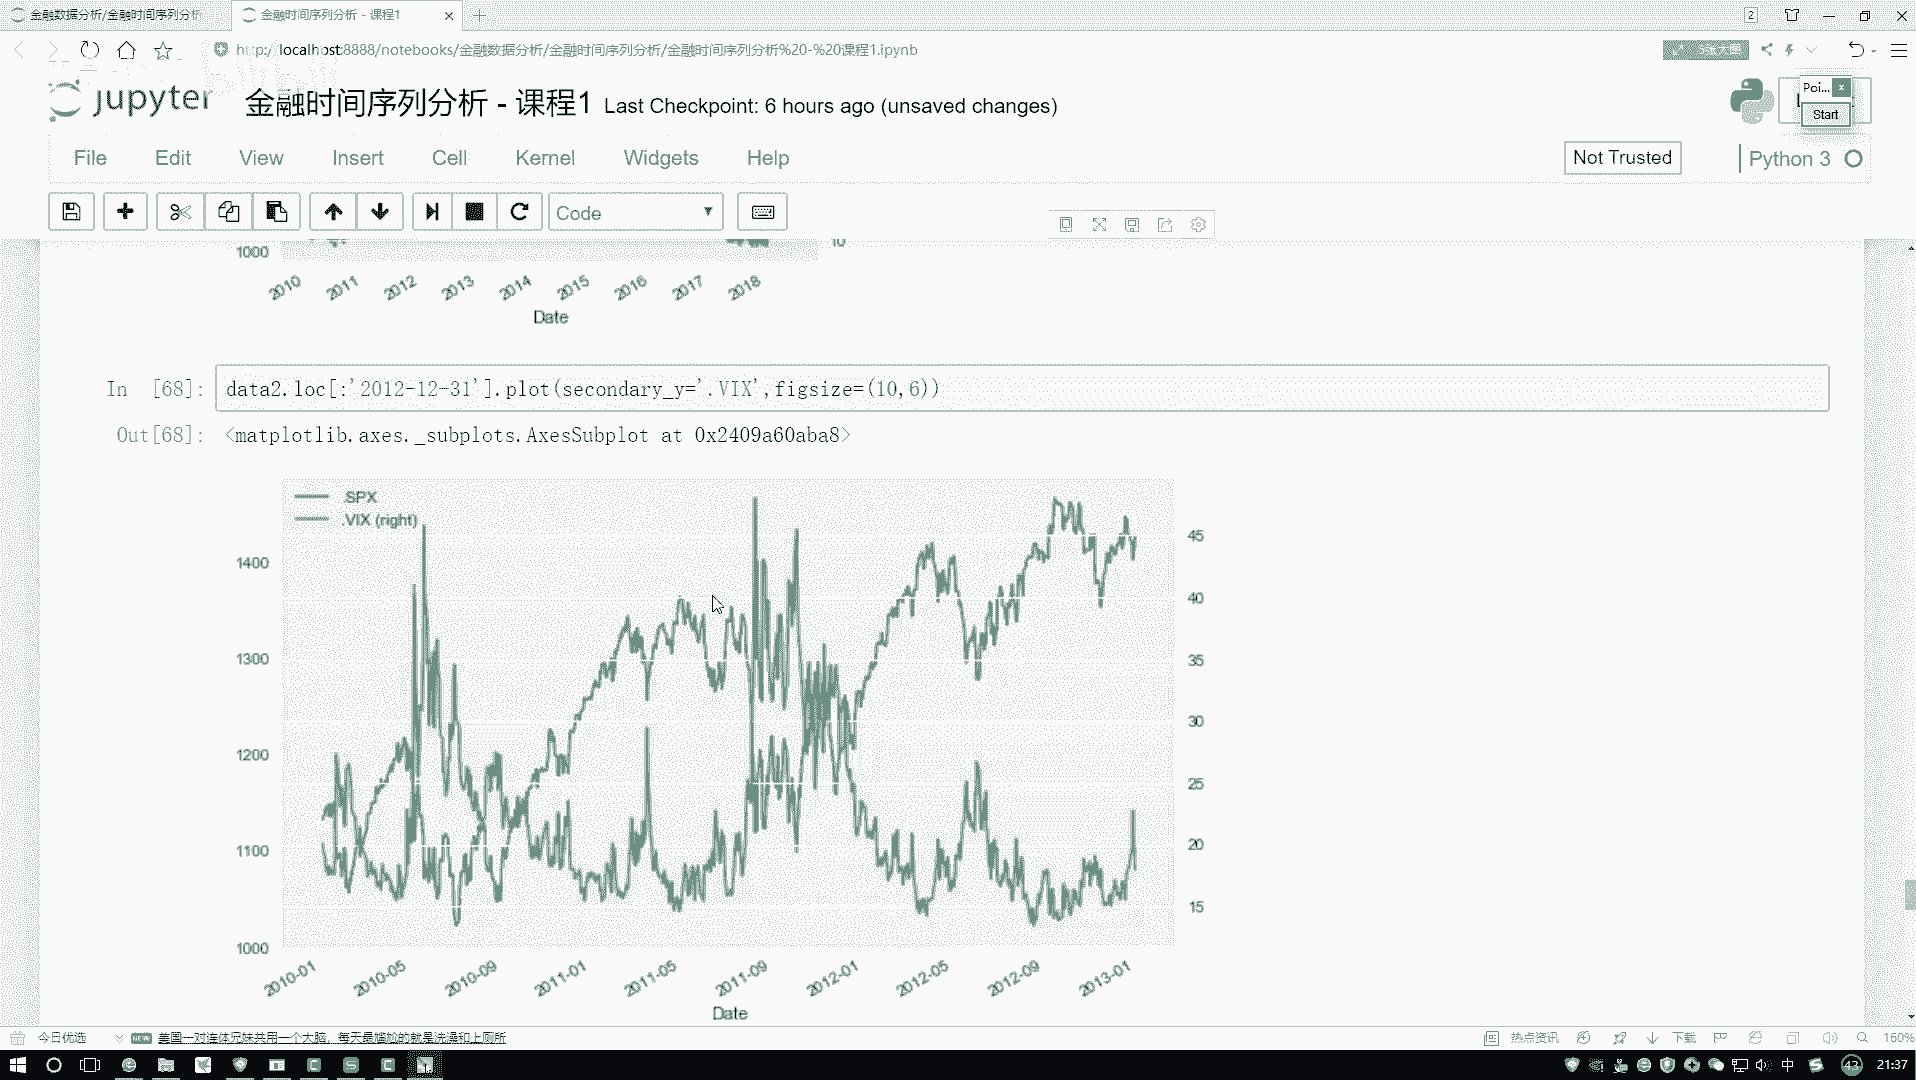 金融数据分析/金融时间序列分析
金融时间序列分析 - 课程1
2
http://localhost:8888/notebooks/金融数据分析/金融时间序列分析/金融时间序列分析%20-%20课程1.ipynb
5张大图
jupyter
金融时间序列分析 - 课程1
Last Checkpoint: 6 hours ago (unsaved changes)
Poi...
Start
File Edit View Insert Cell Kernel Widgets Help
Not Trusted
Python 3
Code
1000
10
2010 2011 2012 2013 2014 2015 2016 2017 2018
Date
In [68]: data2.loc[:'2012-12-31'].plot(secondary_y='.VIX',figsize=(10,6))
Out[68]: <matplotlib.axes._subplots.AxesSubplot at 0x2409a60aba8>
.SPX
.VIX (right)
1400
1300
1200
1100
1000
45
40
35
30
25
20
15
2010-01 2010-05 2010-09 2011-01 2011-05 2011-09 2012-01 2012-05 2012-09 2013-01
Date
今日优选
NEW
美国一对连体兄妹共用一个大脑，每天最尴尬的就是洗澡和上厕所
热点资讯
下载
160%
中
43
21:37